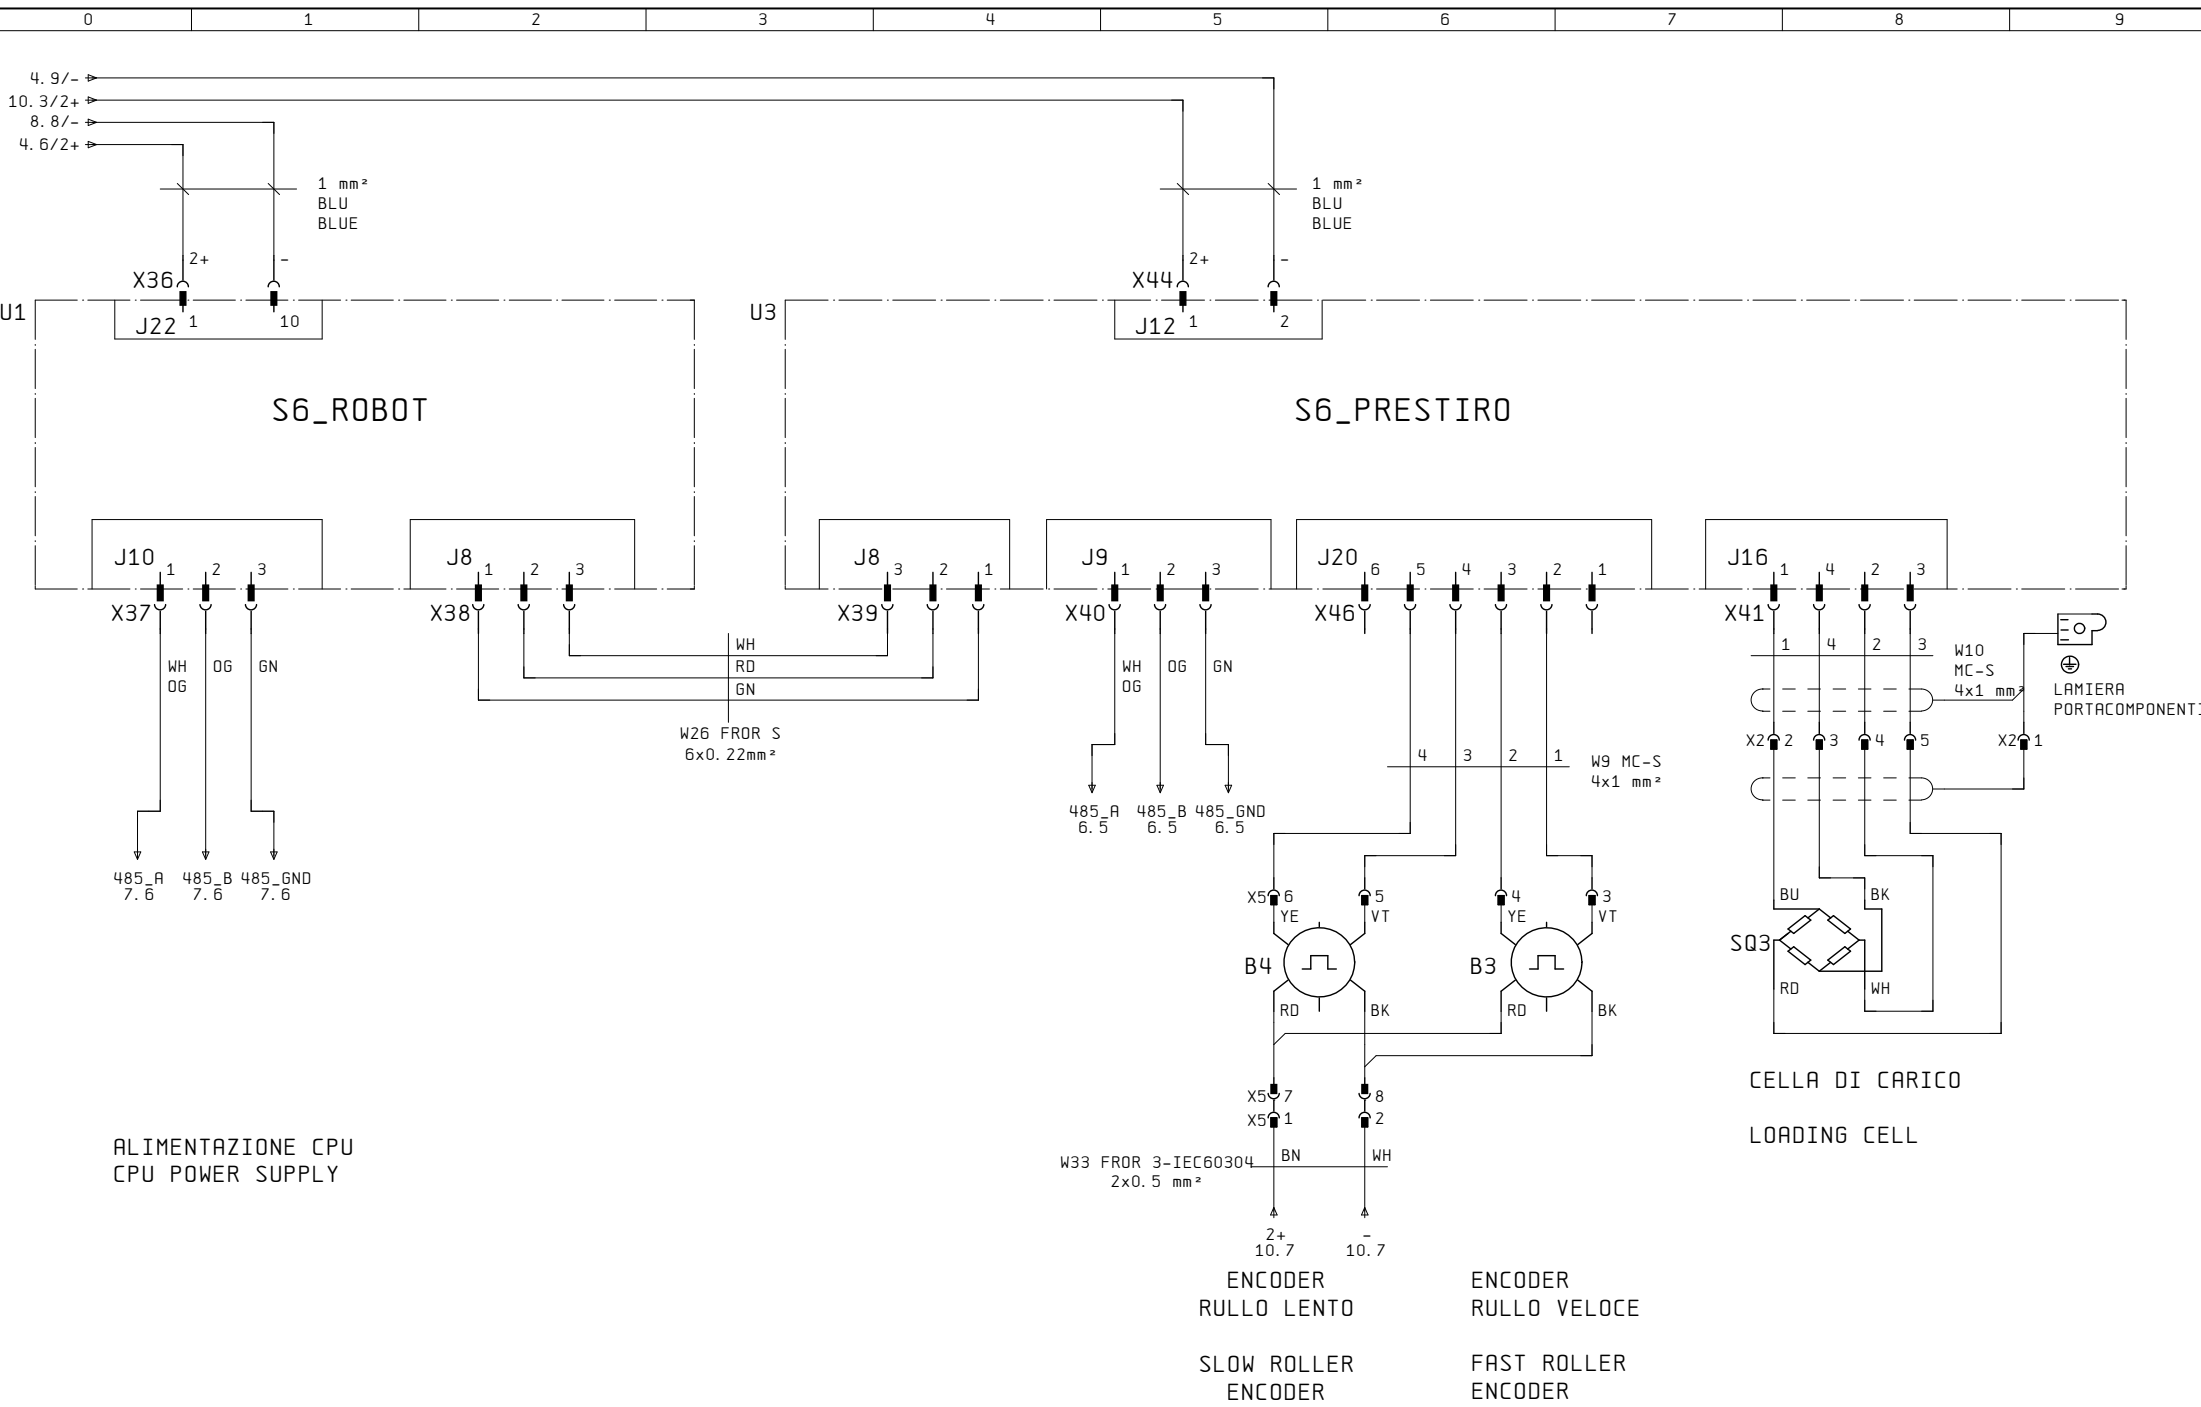 0 1 2 3 4 5 6 7 8 9
4.9/-
10.3/2+
8.8/-
4.6/2+
1 mm²
BLU
BLUE
1 mm²
BLU
BLUE
2+ -
X36
2+ -
X44
U1
J22 1 10
U3
J12 1 2
S6_ROBOT
S6_PRESTIRO
J10 1 2 3
J8 1 2 3
J8 3 2 1
J9 1 2 3
J20 6 5 4 3 2 1
J16 1 4 2 3
X37
X38
X39
X40
X46
X41
WH
OG
OG
GN
WH
RD
GN
W26 FROR S
6x0.22mm²
WH
OG
OG
GN
1 4 2 3
W10
MC-S
4x1 mm²
LAMIERA
PORTACOMPONENTI
X2 2 3 4 5
X2 1
4 3 2 1
W9 MC-S
4x1 mm²
485_A 485_B 485_GND
6.5 6.5 6.5
485_A 485_B 485_GND
7.6 7.6 7.6
X5 6 5 4 3
YE VT YE VT
BU BK
B4
B3
SQ3
RD BK RD BK
RD WH
X5 7 8
X5 1 2
CELLA DI CARICO
LOADING CELL
ALIMENTAZIONE CPU
CPU POWER SUPPLY
W33 FROR 3-IEC60304
2x0.5 mm²
BN WH
2+ -
10.7 10.7
ENCODER
RULLO LENTO
SLOW ROLLER
ENCODER
ENCODER
RULLO VELOCE
FAST ROLLER
ENCODER